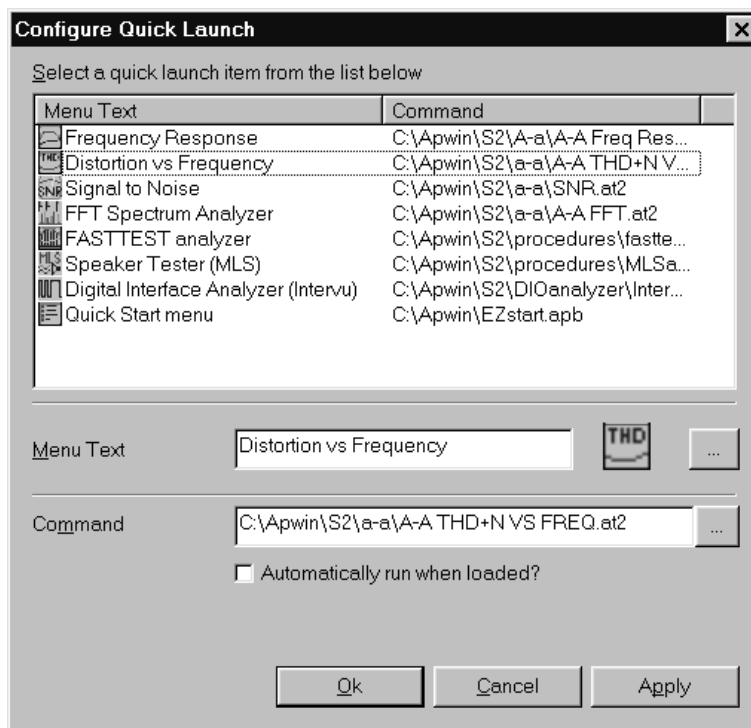 Configure Quick Launch
Select a quick launch item from the list below
Menu Text Command
Frequency Response C:\Apwin\S2\A-a\A-A Freq Res...
THD Distortion vs Frequency C:\Apwin\S2\a-a\A-A THD+N V...
SNR Signal to Noise C:\Apwin\S2\a-a\SNR.at2
FFT FFT Spectrum Analyzer C:\Apwin\S2\a-a\A-A FFT.at2
FASTTEST analyzer C:\Apwin\S2\procedures\fastte...
MLS Speaker Tester (MLS) C:\Apwin\S2\procedures\MLSa...
Digital Interface Analyzer (Intervu) C:\Apwin\S2\DIOanalyzer\Inter...
Quick Start menu C:\Apwin\EZstart.apb
Menu Text Distortion vs Frequency THD ...
Command C:\Apwin\S2\a-a\A-A THD+N VS FREQ.at2 ...
Automatically run when loaded?
Ok Cancel Apply